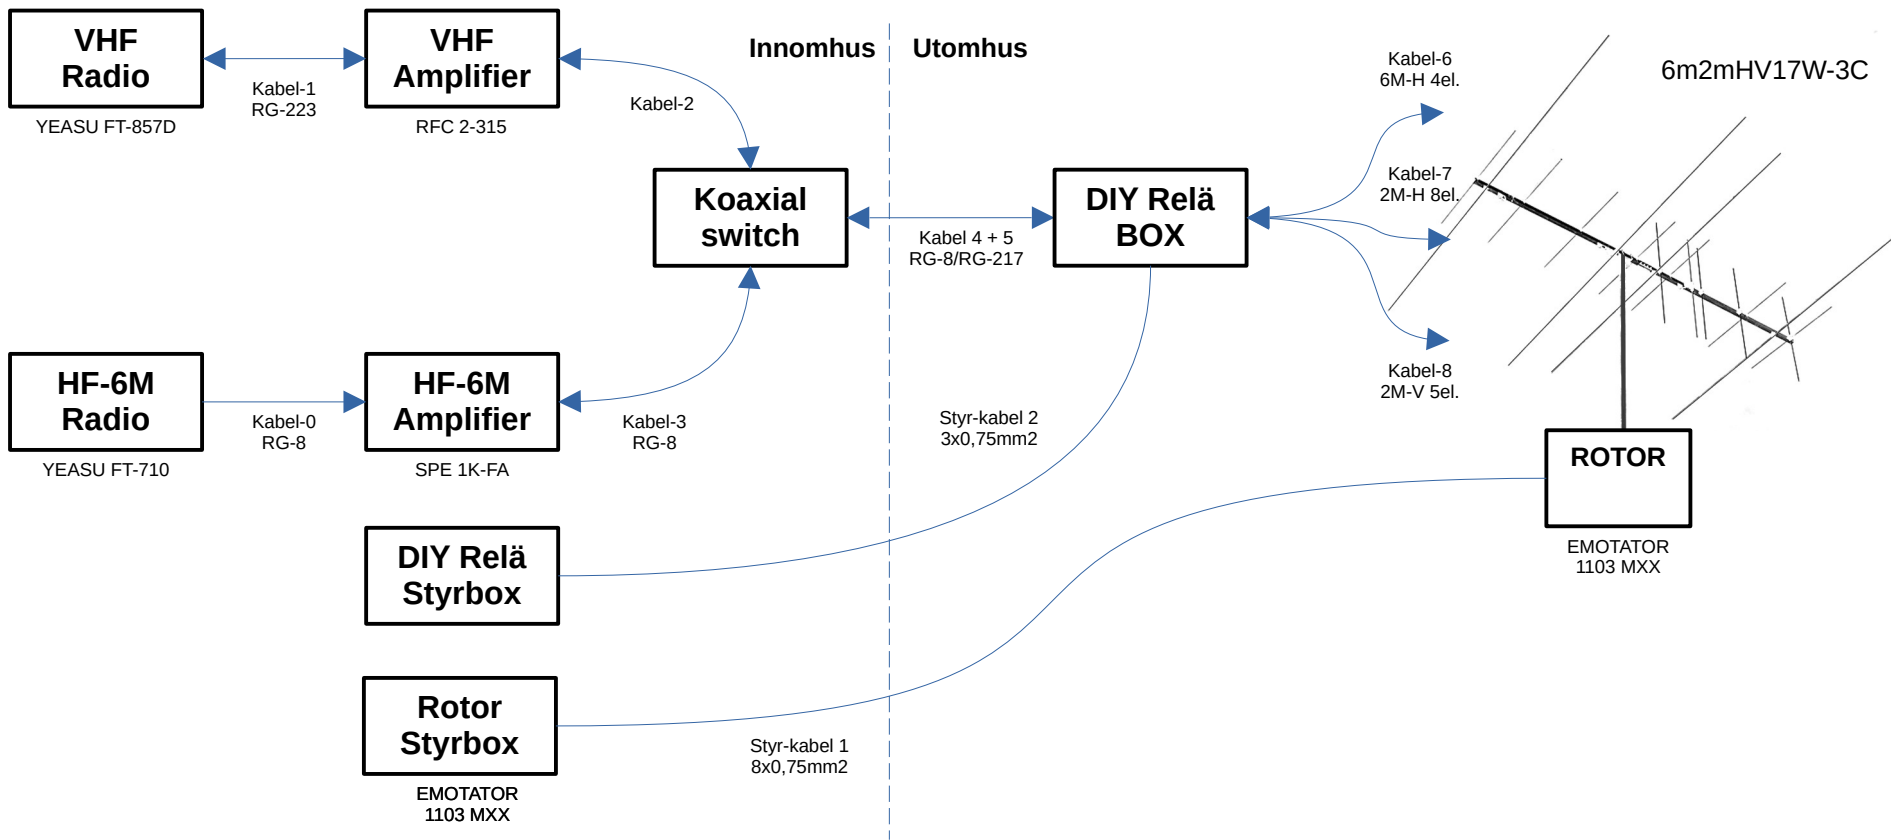 VHF
Radio
YEASU FT-857D
Kabel-1
RG-223
VHF
Amplifier
RFC 2-315
Kabel-2
Innomhus
Utomhus
Kabel-6
6M-H 4el.
6m2mHV17W-3C
Koaxial
switch
Kabel 4 + 5
RG-8/RG-217
DIY Relä
BOX
Kabel-7
2M-H 8el.
Kabel-8
2M-V 5el.
HF-6M
Radio
YEASU FT-710
Kabel-0
RG-8
HF-6M
Amplifier
SPE 1K-FA
Kabel-3
RG-8
Styr-kabel 2
3x0,75mm2
ROTOR
EMOTATOR
1103 MXX
DIY Relä
Styrbox
Rotor
Styrbox
EMOTATOR
1103 MXX
Styr-kabel 1
8x0,75mm2